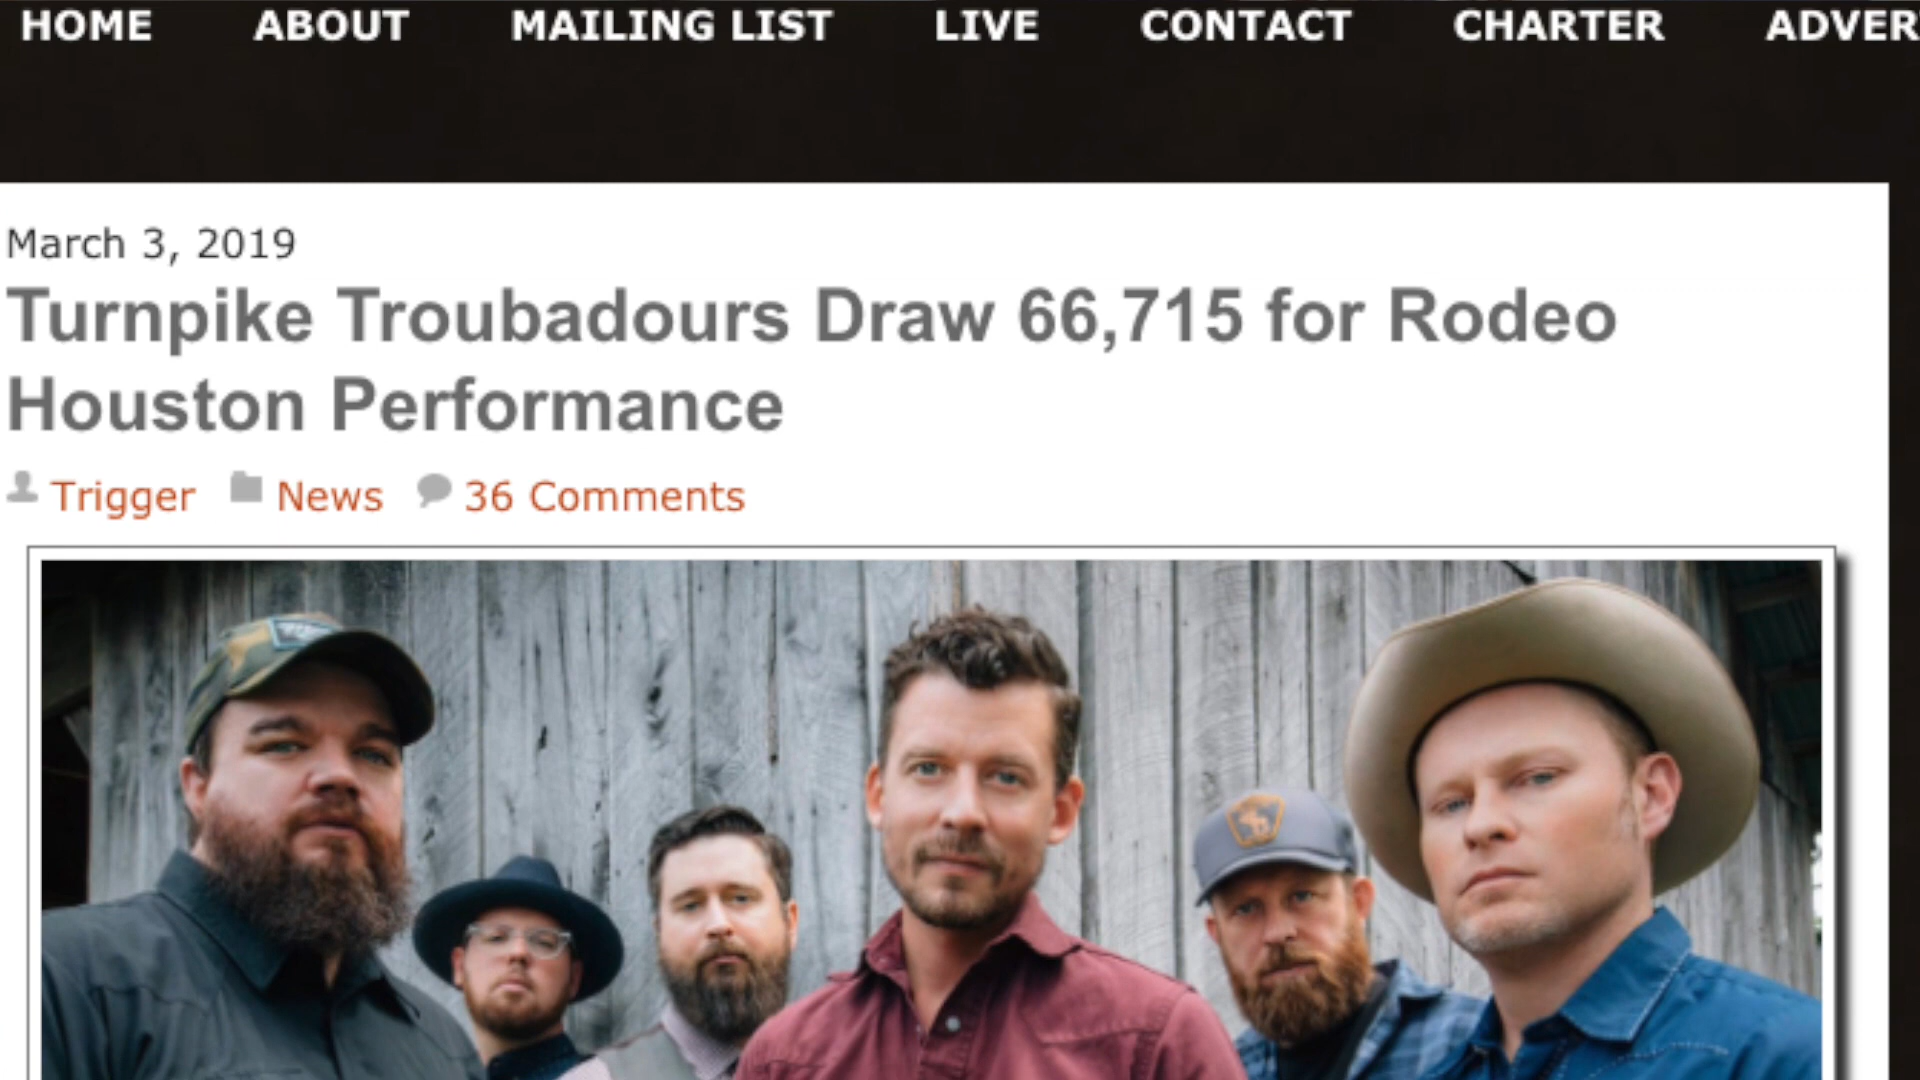 HOME ABOUT MAILING LIST LIVE CONTACT CHARTER ADVER
March 3, 2019
Turnpike Troubadours Draw 66,715 for Rodeo
Houston Performance
Trigger News 36 Comments